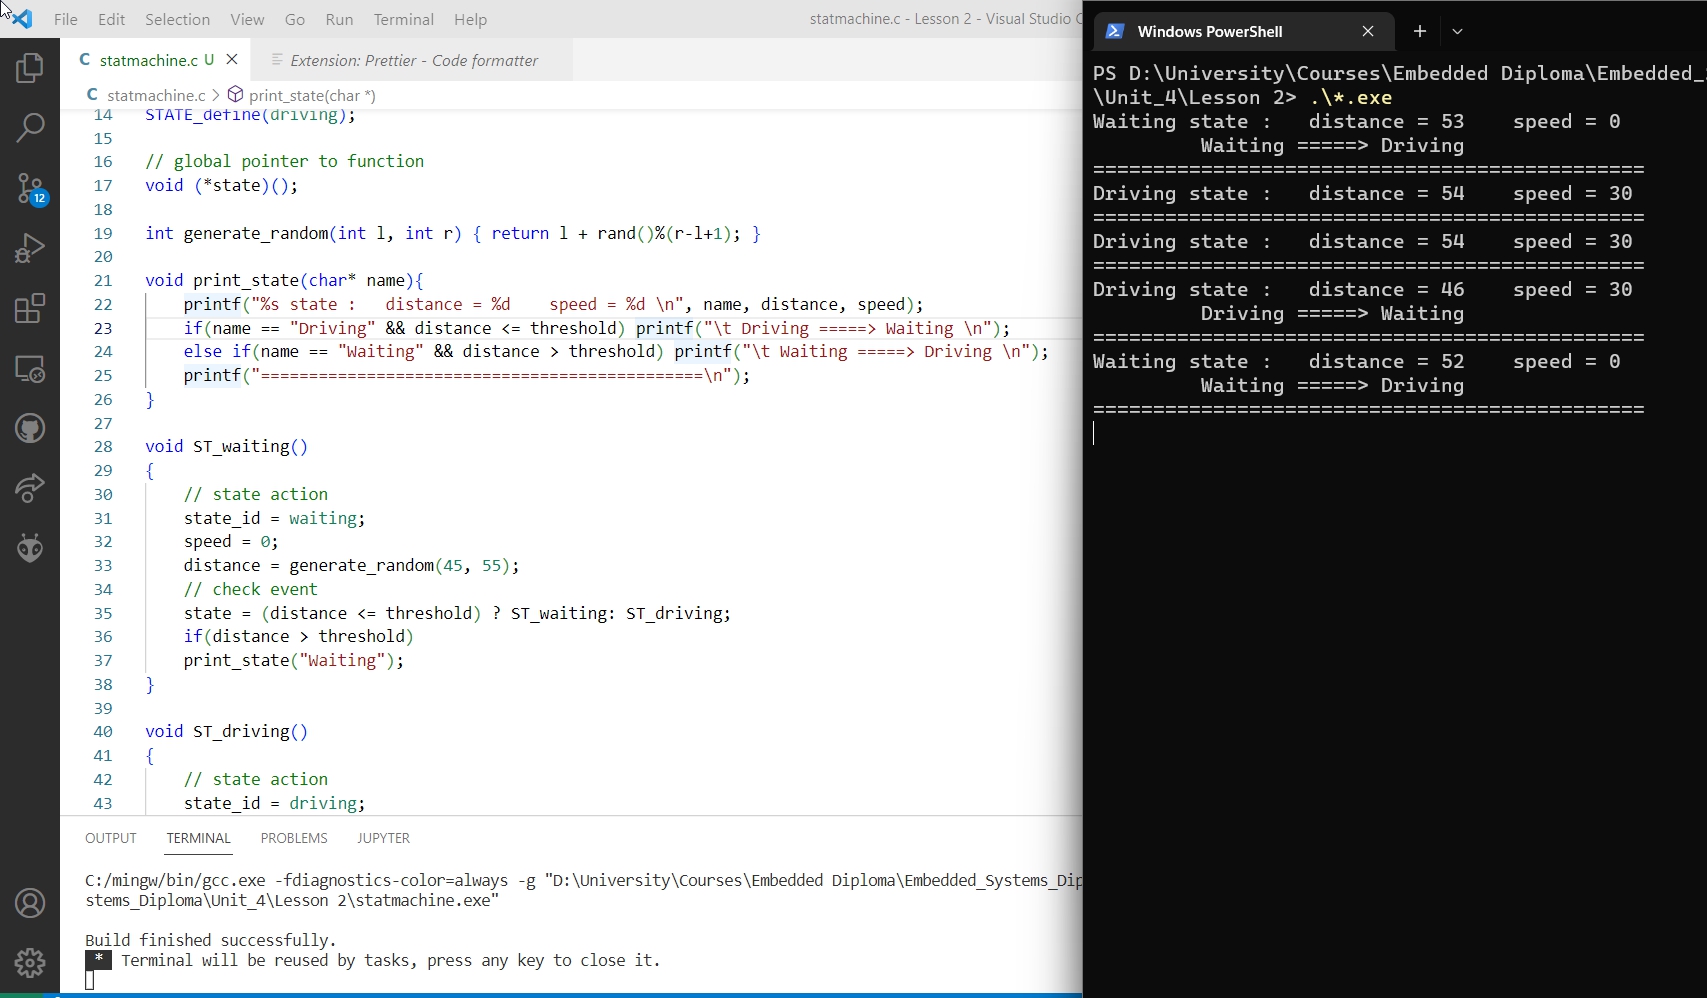 File Edit Selection View Go Run Terminal Help statmachine.c - Lesson 2 - Visual Studio C
C statmachine.c U
Extension: Prettier - Code formatter
C statmachine.c > print_state(char *)
14 STATE_define(driving);
15
16 // global pointer to function
17 void (*state)();
18
19 int generate_random(int l, int r) { return l + rand()%(r-l+1); }
20
21 void print_state(char* name){
22 printf("%s state :   distance = %d    speed = %d \n", name, distance, speed);
23 if(name == "Driving" && distance <= threshold) printf("\t Driving =====> Waiting \n");
24 else if(name == "Waiting" && distance > threshold) printf("\t Waiting =====> Driving \n");
25 printf("==============================================\n");
26 }
27
28 void ST_waiting()
29 {
30 // state action
31 state_id = waiting;
32 speed = 0;
33 distance = generate_random(45, 55);
34 // check event
35 state = (distance <= threshold) ? ST_waiting: ST_driving;
36 if(distance > threshold)
37 print_state("Waiting");
38 }
39
40 void ST_driving()
41 {
42 // state action
43 state_id = driving;
12
OUTPUT TERMINAL PROBLEMS JUPYTER
C:/mingw/bin/gcc.exe -fdiagnostics-color=always -g "D:\University\Courses\Embedded Diploma\Embedded_Systems_Dip
stems_Diploma\Unit_4\Lesson 2\statmachine.exe"
Build finished successfully.
* Terminal will be reused by tasks, press any key to close it.
Windows PowerShell
PS D:\University\Courses\Embedded Diploma\Embedded_S
\Unit_4\Lesson 2> .\*.exe
Waiting state :   distance = 53    speed = 0
Waiting =====> Driving
==============================================
Driving state :   distance = 54    speed = 30
==============================================
Driving state :   distance = 54    speed = 30
==============================================
Driving state :   distance = 46    speed = 30
Driving =====> Waiting
==============================================
Waiting state :   distance = 52    speed = 0
Waiting =====> Driving
==============================================